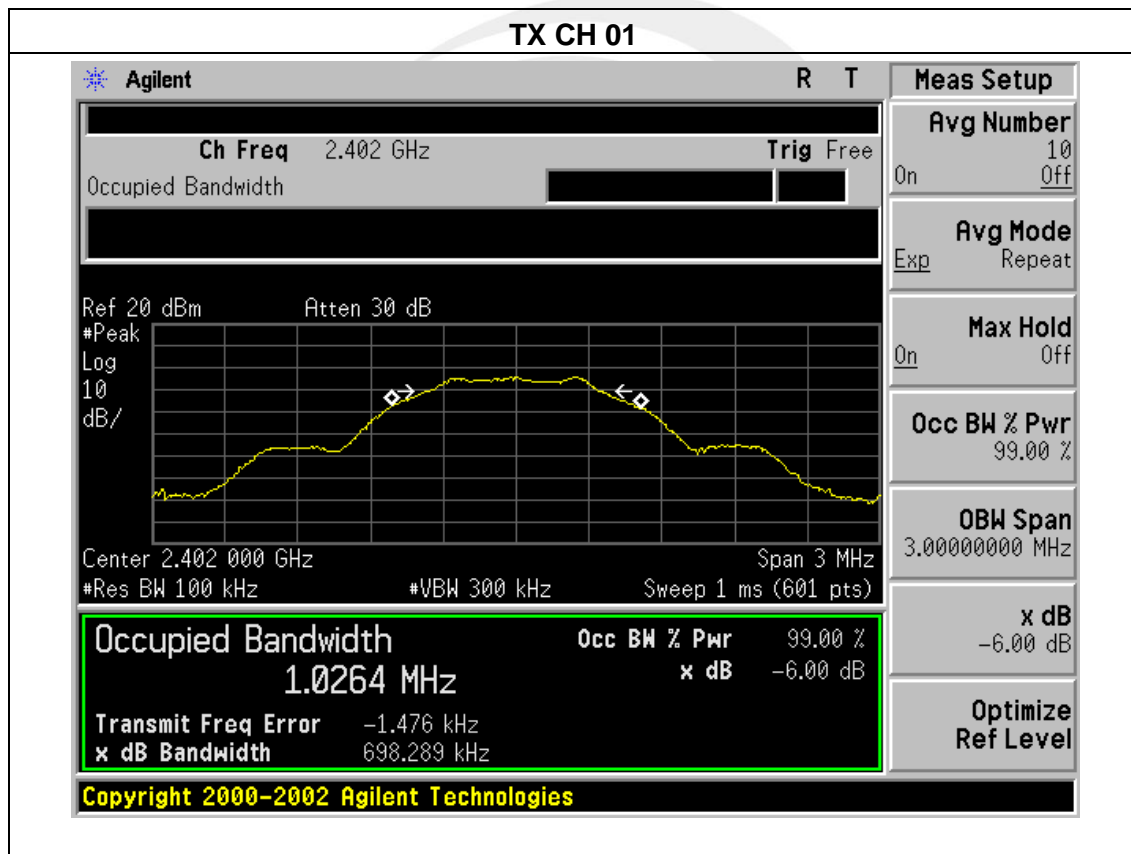 TX CH 01
Agilent R T
Ch Freq 2.402 GHz Trig Free
Occupied Bandwidth
Ref 20 dBm Atten 30 dB
#Peak
Log
10
dB/
Center 2.402 000 GHz Span 3 MHz
#Res BW 100 kHz #VBW 300 kHz Sweep 1 ms (601 pts)
Occupied Bandwidth Occ BW % Pwr 99.00 %
1.0264 MHz x dB -6.00 dB
Transmit Freq Error -1.476 kHz
x dB Bandwidth 698.289 kHz
Copyright 2000-2002 Agilent Technologies
Meas Setup
Avg Number
10
On Off
Avg Mode
Exp Repeat
Max Hold
On Off
Occ BW % Pwr
99.00 %
OBW Span
3.00000000 MHz
x dB
-6.00 dB
Optimize
Ref Level